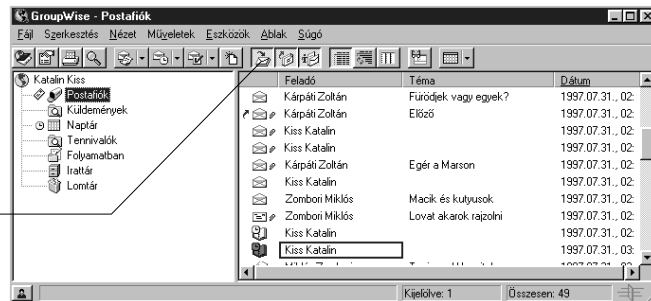 GroupWise - Postafiók
Fájl Szerkesztés Nézet Műveletek Eszközök Ablak Súgó
Katalin Kiss
Postafiók
Küldemények
Naptár
Tennivalók
Folyamatban
Irattár
Lomtár
Feladó Téma Dátum
Kárpáti Zoltán Fürödjek vagy egyek? 1997.07.31., 02:
Kárpáti Zoltán Előző 1997.07.31., 02:
Kiss Katalin 1997.07.31., 02:
Kiss Katalin 1997.07.31., 02:
Kárpáti Zoltán Egér a Marson 1997.07.31., 02:
Kiss Katalin 1997.07.31., 02:
Zombori Miklós Macik és kutyusok 1997.07.31., 02:
Zombori Miklós Lovat akarok rajzolni 1997.07.31., 02:
Kiss Katalin 1997.07.31., 02:
Kiss Katalin 1997.07.31., 03:
Kijelölve: 1 Összesen: 49